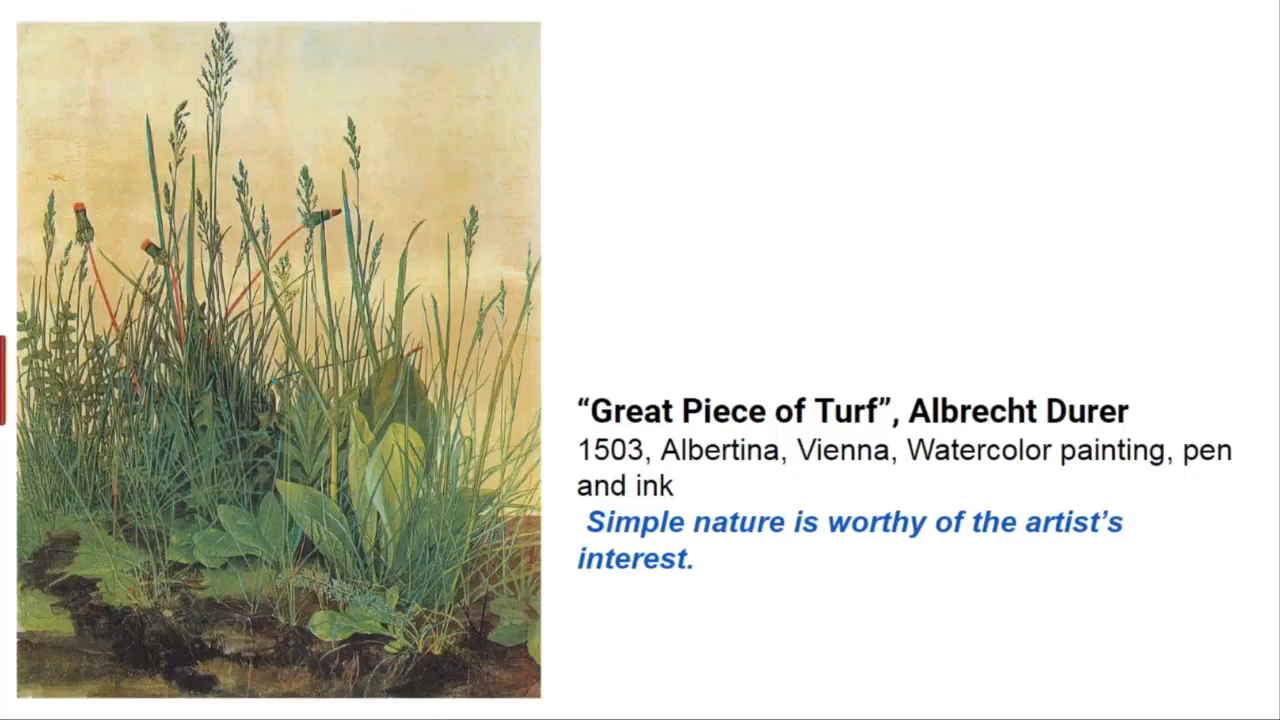 “Great Piece of Turf”, Albrecht Durer
1503, Albertina, Vienna, Watercolor painting, pen
and ink
Simple nature is worthy of the artist’s
interest.